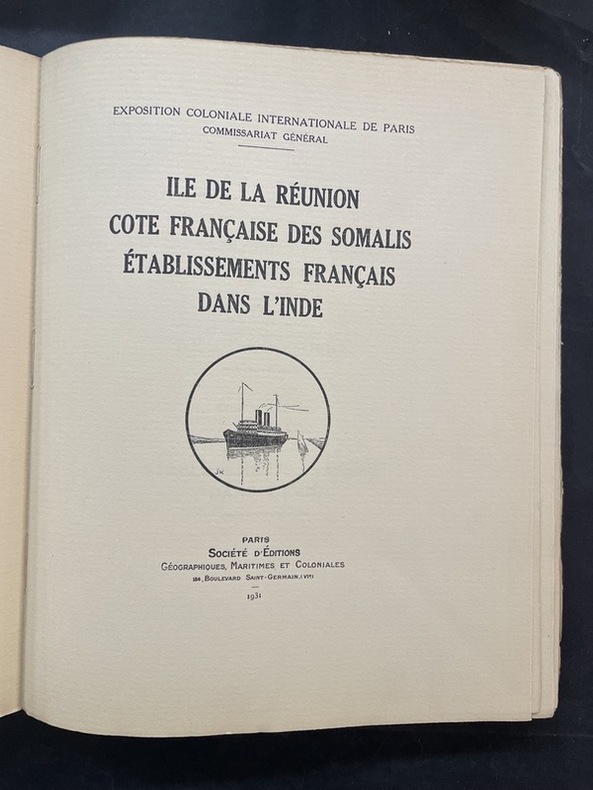 EXPOSITION COLONIALE INTERNATIONALE DE PARIS
COMMISSARIAT GÉNÉRAL
ILE DE LA RÉUNION
COTE FRANÇAISE DES SOMALIS
ÉTABLISSEMENTS FRANÇAIS
DANS L'INDE
JK
PARIS
SOCIÉTÉ D'ÉDITIONS
GÉOGRAPHIQUES, MARITIMES ET COLONIALES
184, BOULEVARD SAINT-GERMAIN, (VIe)
1931